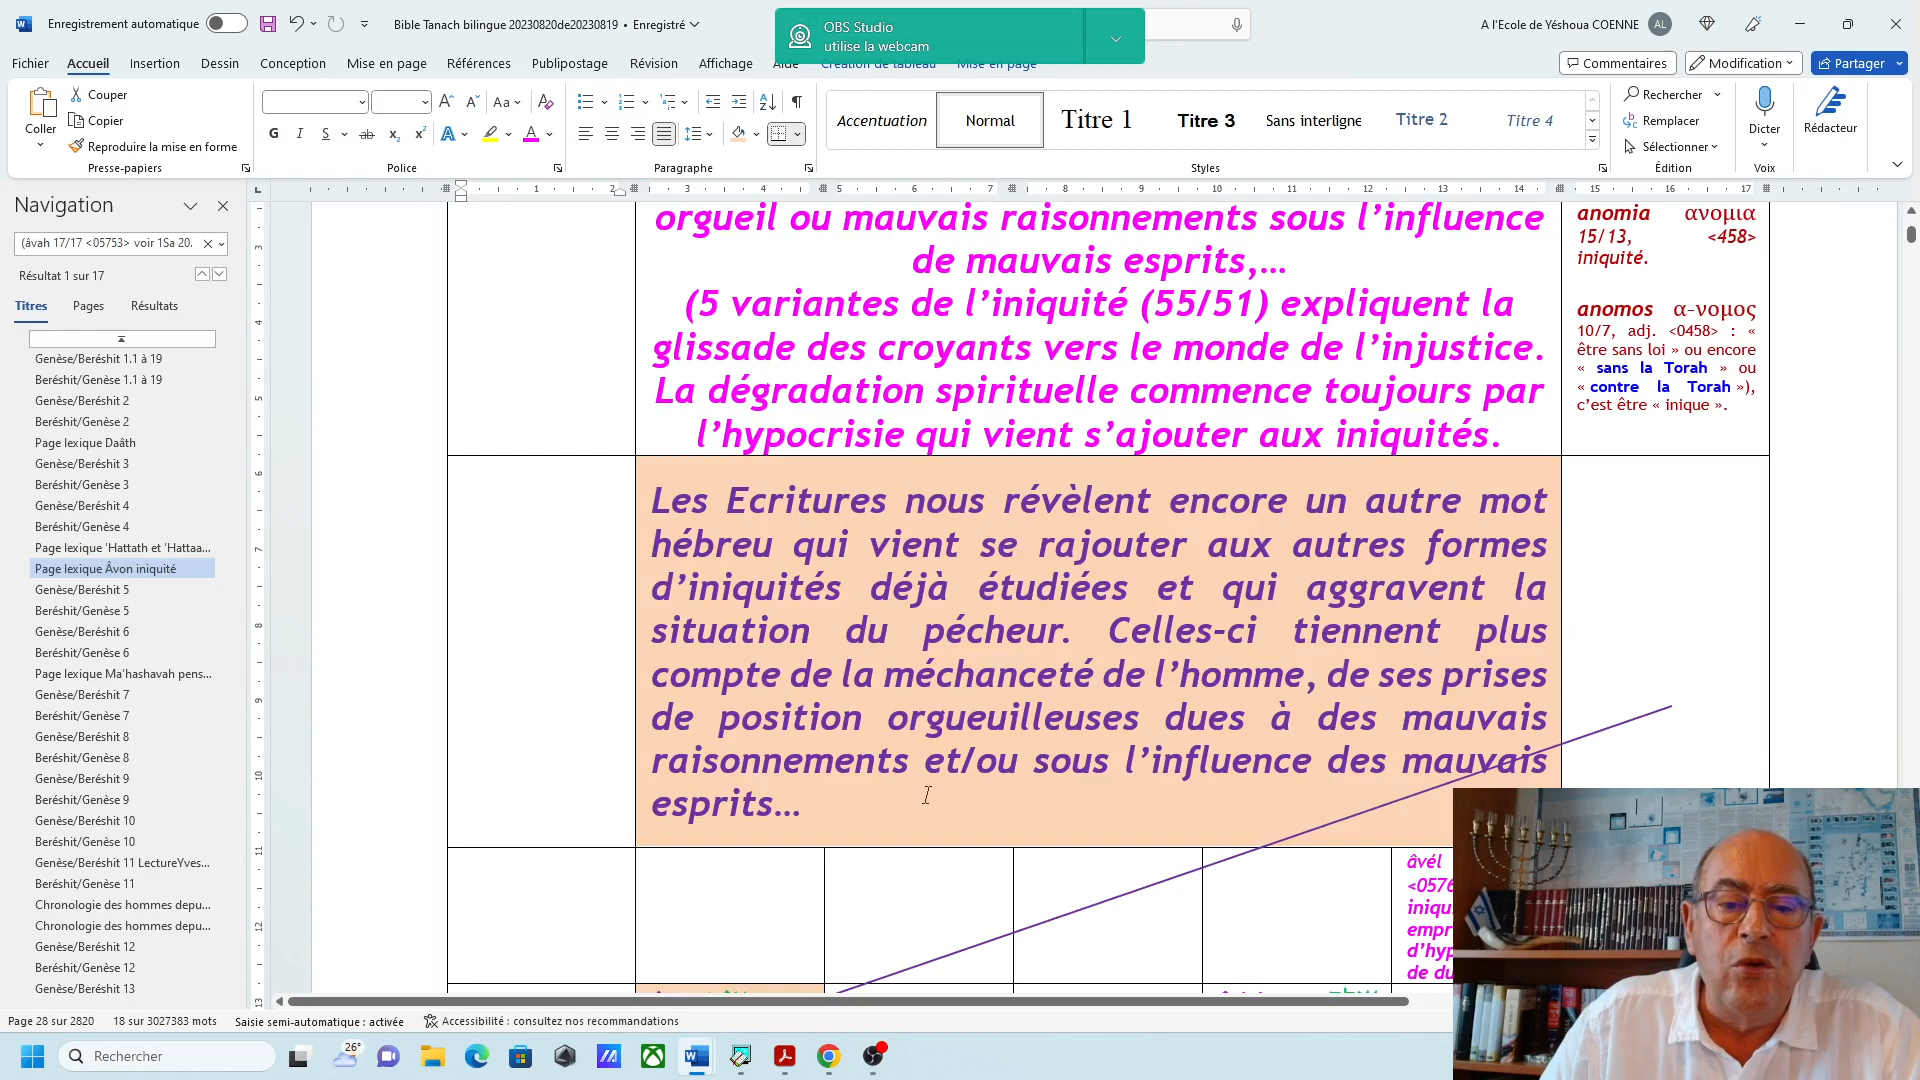 Enregistrement automatique
Bible Tanach bilingue 20230820de20230819 • Enregistré
OBS Studio
utilise la webcam
A l'Ecole de Yéshoua COENNE
AL
Fichier
Accueil
Insertion
Dessin
Conception
Mise en page
Références
Publipostage
Révision
Affichage
Aide
Création de tableau
Mise en page
Commentaires
Modification
Partager
Coller
Couper
Copier
Reproduire la mise en forme
Presse-papiers
Police
Paragraphe
Accentuation
Normal
Titre 1
Titre 3
Sans interligne
Titre 2
Titre 4
Styles
Rechercher
Remplacer
Sélectionner
Édition
Dicter
Voix
Rédacteur
Navigation
(âvah 17/17 <05753> voir 1Sa 20.
Résultat 1 sur 17
Titres
Pages
Résultats
Genèse/Beréshit 1.1 à 19
Beréshit/Genèse 1.1 à 19
Genèse/Beréshit 2
Beréshit/Genèse 2
Page lexique Daâth
Genèse/Beréshit 3
Beréshit/Genèse 3
Genèse/Beréshit 4
Beréshit/Genèse 4
Page lexique 'Hattath et 'Hattaa...
Page lexique Âvon iniquité
Genèse/Beréshit 5
Beréshit/Genèse 5
Genèse/Beréshit 6
Beréshit/Genèse 6
Page lexique Ma'hashavah pens...
Genèse/Beréshit 7
Beréshit/Genèse 7
Genèse/Beréshit 8
Beréshit/Genèse 8
Genèse/Beréshit 9
Beréshit/Genèse 9
Genèse/Beréshit 10
Beréshit/Genèse 10
Genèse/Beréshit 11 LectureYves...
Beréshit/Genèse 11
Chronologie des hommes depu...
Chronologie des hommes depu...
Genèse/Beréshit 12
Beréshit/Genèse 12
Genèse/Beréshit 13
orgueil ou mauvais raisonnements sous l'influence
de mauvais esprits,…
(5 variantes de l'iniquité (55/51) expliquent la
glissade des croyants vers le monde de l'injustice.
La dégradation spirituelle commence toujours par
l'hypocrisie qui vient s'ajouter aux iniquités.
anomia ανομια
15/13, <458>
iniquité.
anomos α-νομος
10/7, adj. <0458> : «
être sans loi » ou encore
« sans la Torah » ou
« contre la Torah »),
c'est être « inique ».
Les Ecritures nous révèlent encore un autre mot
hébreu qui vient se rajouter aux autres formes
d'iniquités déjà étudiées et qui aggravent la
situation du pécheur. Celles-ci tiennent plus
compte de la méchanceté de l'homme, de ses prises
de position orgueuilleuses dues à des mauvais
raisonnements et/ou sous l'influence des mauvais
esprits…
âvél
<0576
iniqu
empr
d'hyp
de du
Page 28 sur 2820
18 sur 3027383 mots
Saisie semi-automatique : activée
Accessibilité : consultez nos recommandations
Rechercher
26°